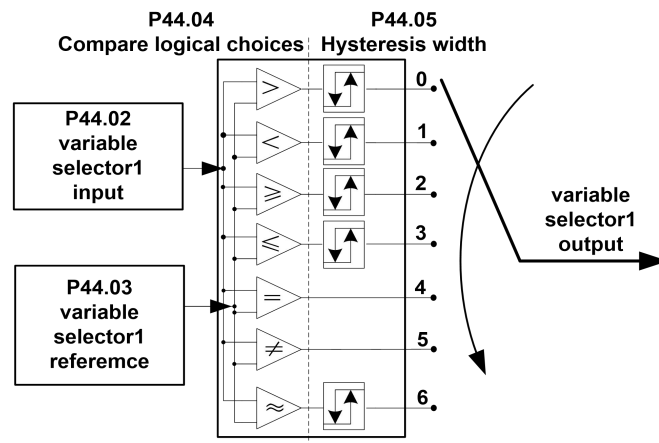 P44.04
Compare logical choices
P44.05
Hysteresis width
P44.02
variable
selector1
input
P44.03
variable
selector1
referemce
>
<
⩾
⩽
=
≠
≈
0
1
2
3
4
5
6
variable
selector1
output